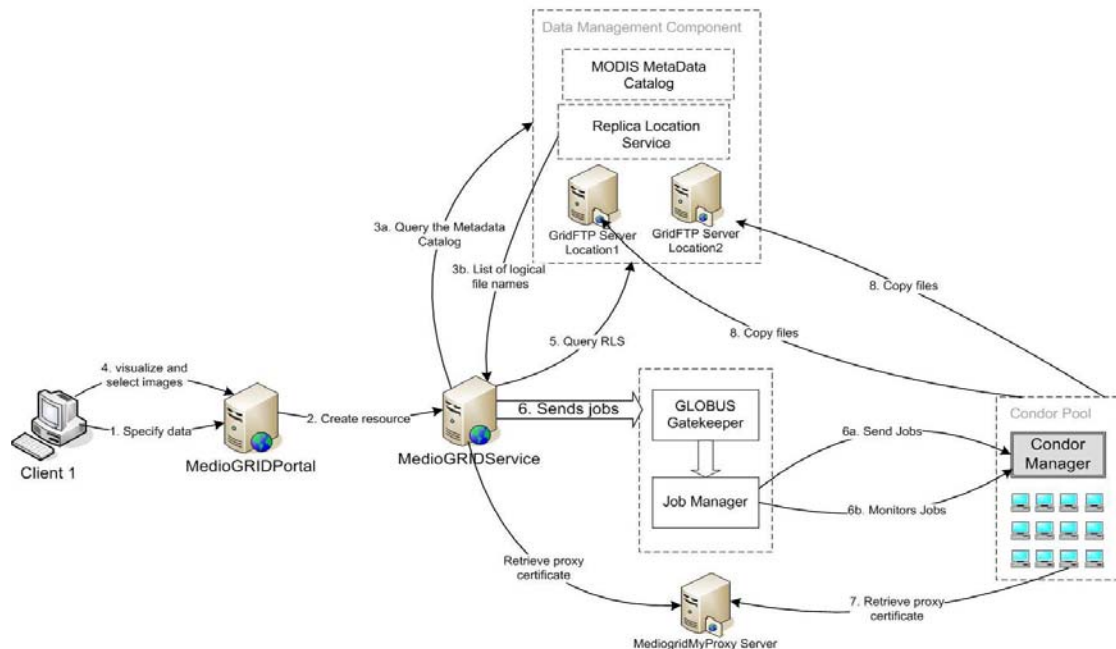 Data Management Component
MODIS MetaData
Catalog
Replica Location
Service
GridFTP Server
Location1
GridFTP Server
Location2
3a. Query the Metadata
Catalog
3b. List of logical
file names
5. Query RLS
8. Copy files
8. Copy files
4. visualize and
select images
1. Specify data
Client 1
MedioGRIDPortal
2. Create resource
MedioGRIDService
6. Sends jobs
GLOBUS
Gatekeeper
Job Manager
6a. Send Jobs
6b. Monitors Jobs
Condor Pool
Condor
Manager
Retrieve proxy
certificate
7. Retrieve proxy
certificate
MediogridMyProxy Server